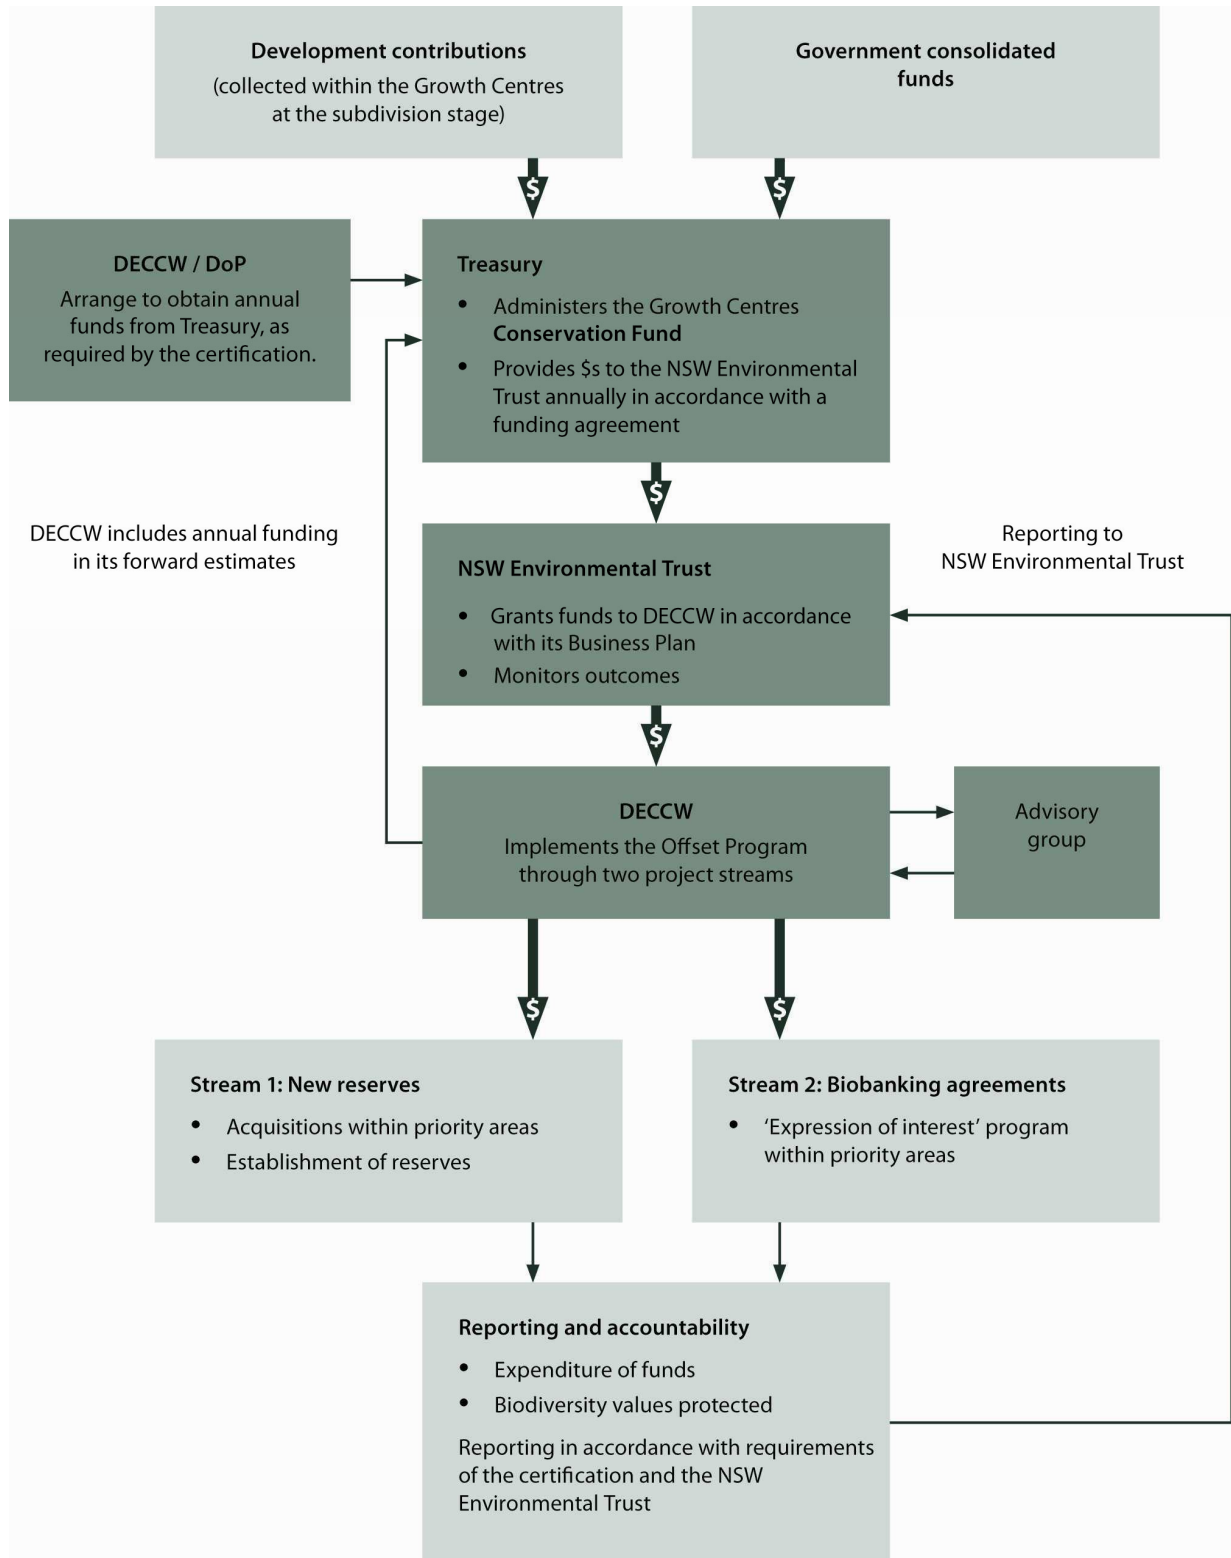 Development contributions
(collected within the Growth Centres
at the subdivision stage)
Government consolidated
funds
$
$
DECCW / DoP
Arrange to obtain annual
funds from Treasury, as
required by the certification.
Treasury
• Administers the Growth Centres
Conservation Fund
• Provides $s to the NSW Environmental
Trust annually in accordance with a
funding agreement
$
DECCW includes annual funding
in its forward estimates
NSW Environmental Trust
• Grants funds to DECCW in accordance
with its Business Plan
• Monitors outcomes
Reporting to
NSW Environmental Trust
$
DECCW
Implements the Offset Program
through two project streams
Advisory
group
$
$
Stream 1: New reserves
• Acquisitions within priority areas
• Establishment of reserves
Stream 2: Biobanking agreements
• ‘Expression of interest’ program
within priority areas
Reporting and accountability
• Expenditure of funds
• Biodiversity values protected
Reporting in accordance with requirements
of the certification and the NSW
Environmental Trust